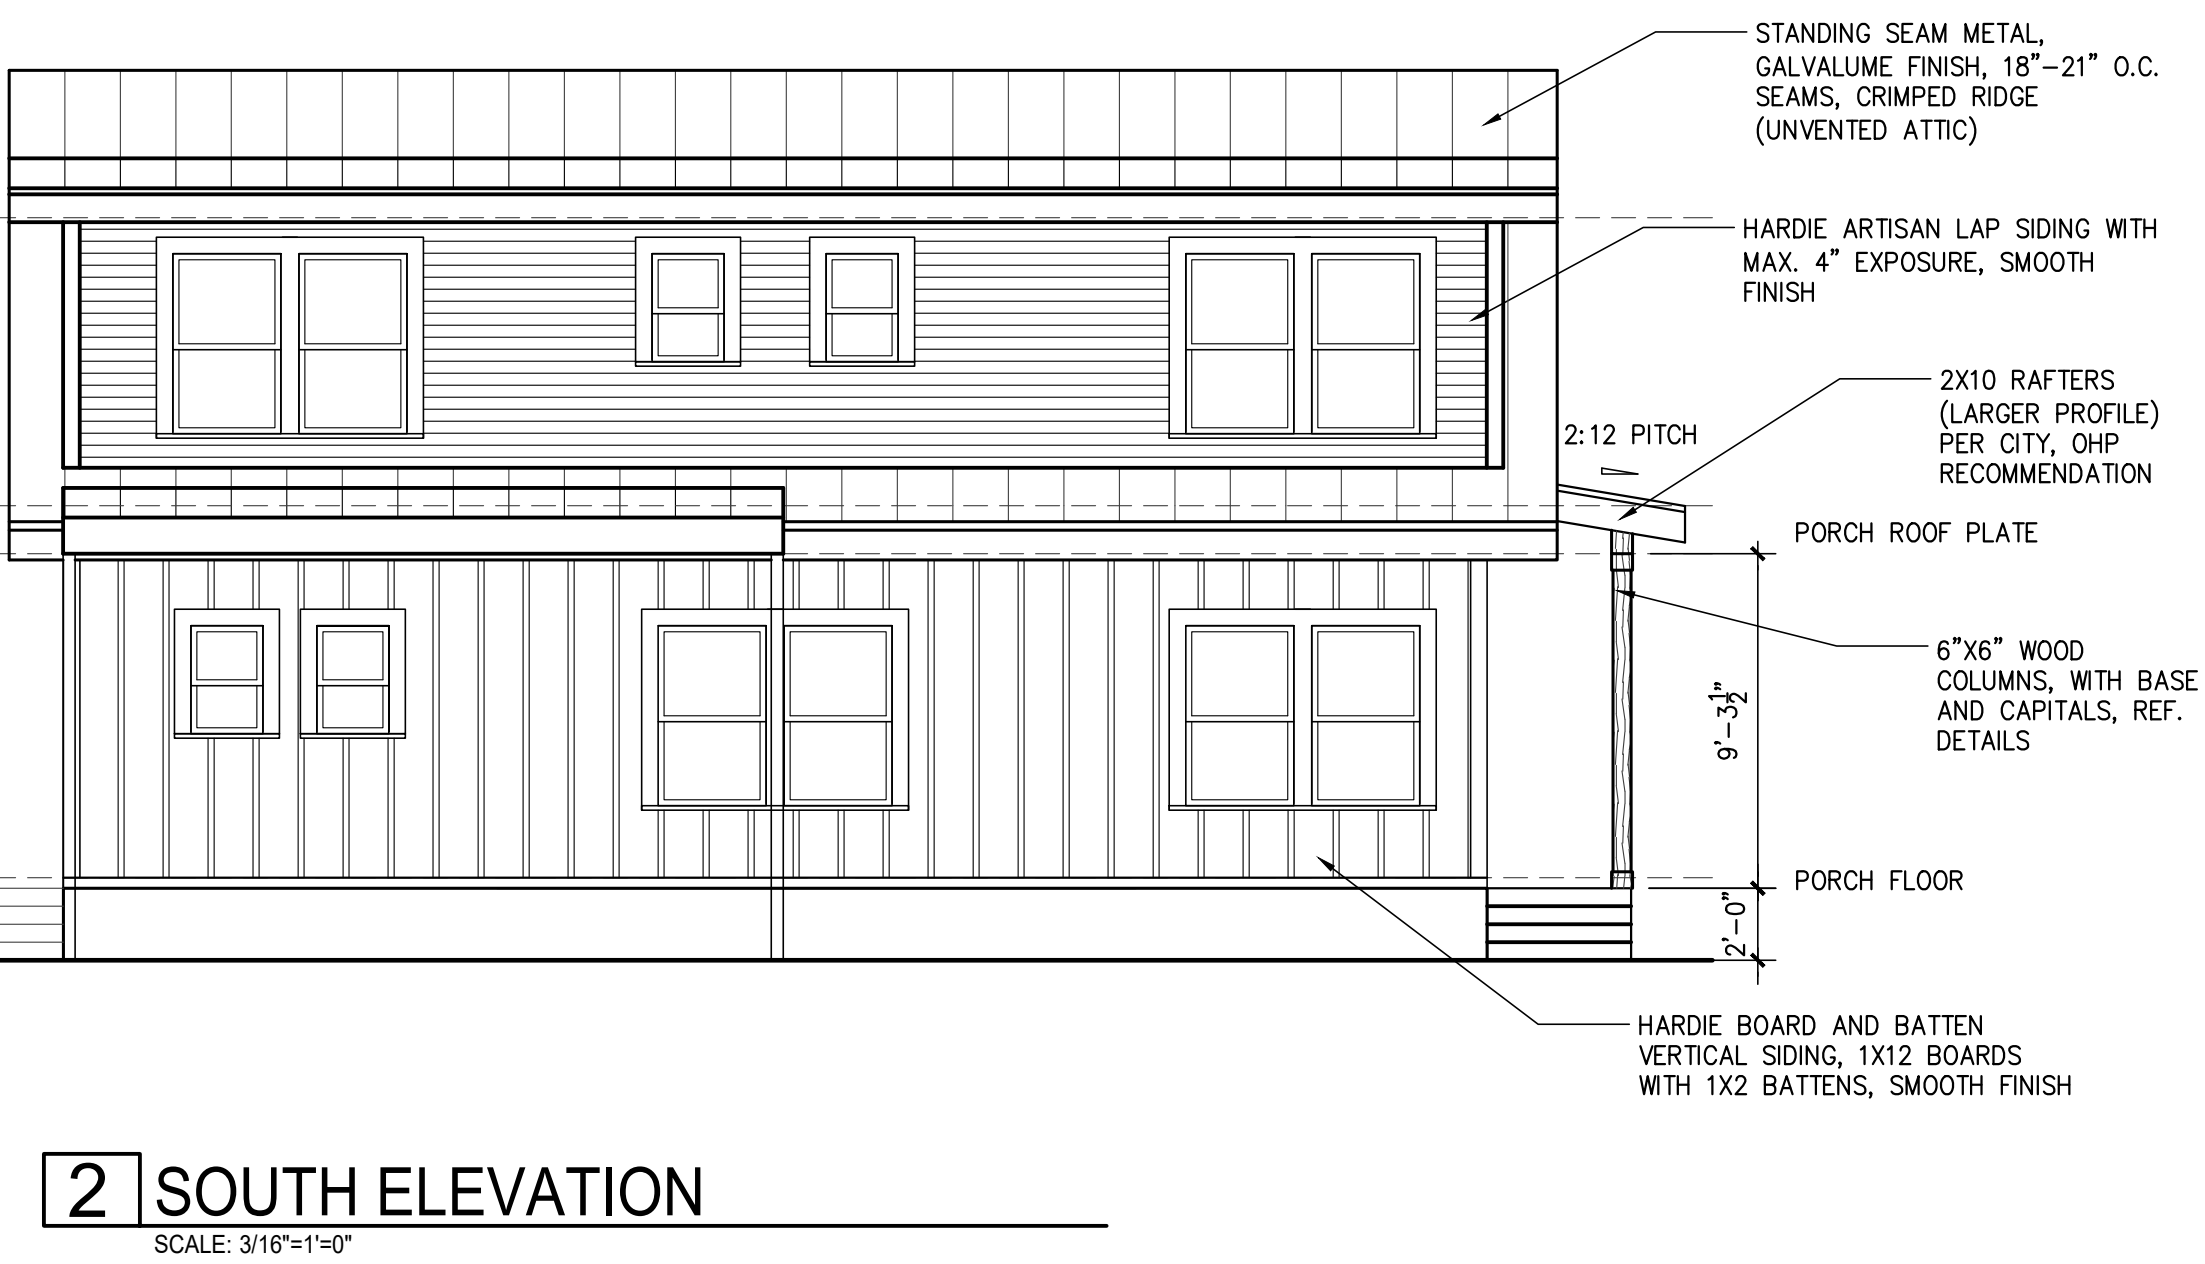 STANDING SEAM METAL,
GALVALUME FINISH, 18"-21" O.C.
SEAMS, CRIMPED RIDGE
(UNVENTED ATTIC)
HARDIE ARTISAN LAP SIDING WITH
MAX. 4" EXPOSURE, SMOOTH
FINISH
2X10 RAFTERS
(LARGER PROFILE)
PER CITY, OHP
RECOMMENDATION
2:12 PITCH
PORCH ROOF PLATE
6"X6" WOOD
COLUMNS, WITH BASE
AND CAPITALS, REF.
DETAILS
9'-3 1/2"
PORCH FLOOR
2'-0"
HARDIE BOARD AND BATTEN
VERTICAL SIDING, 1X12 BOARDS
WITH 1X2 BATTENS, SMOOTH FINISH
2 SOUTH ELEVATION
SCALE: 3/16"=1'=0"